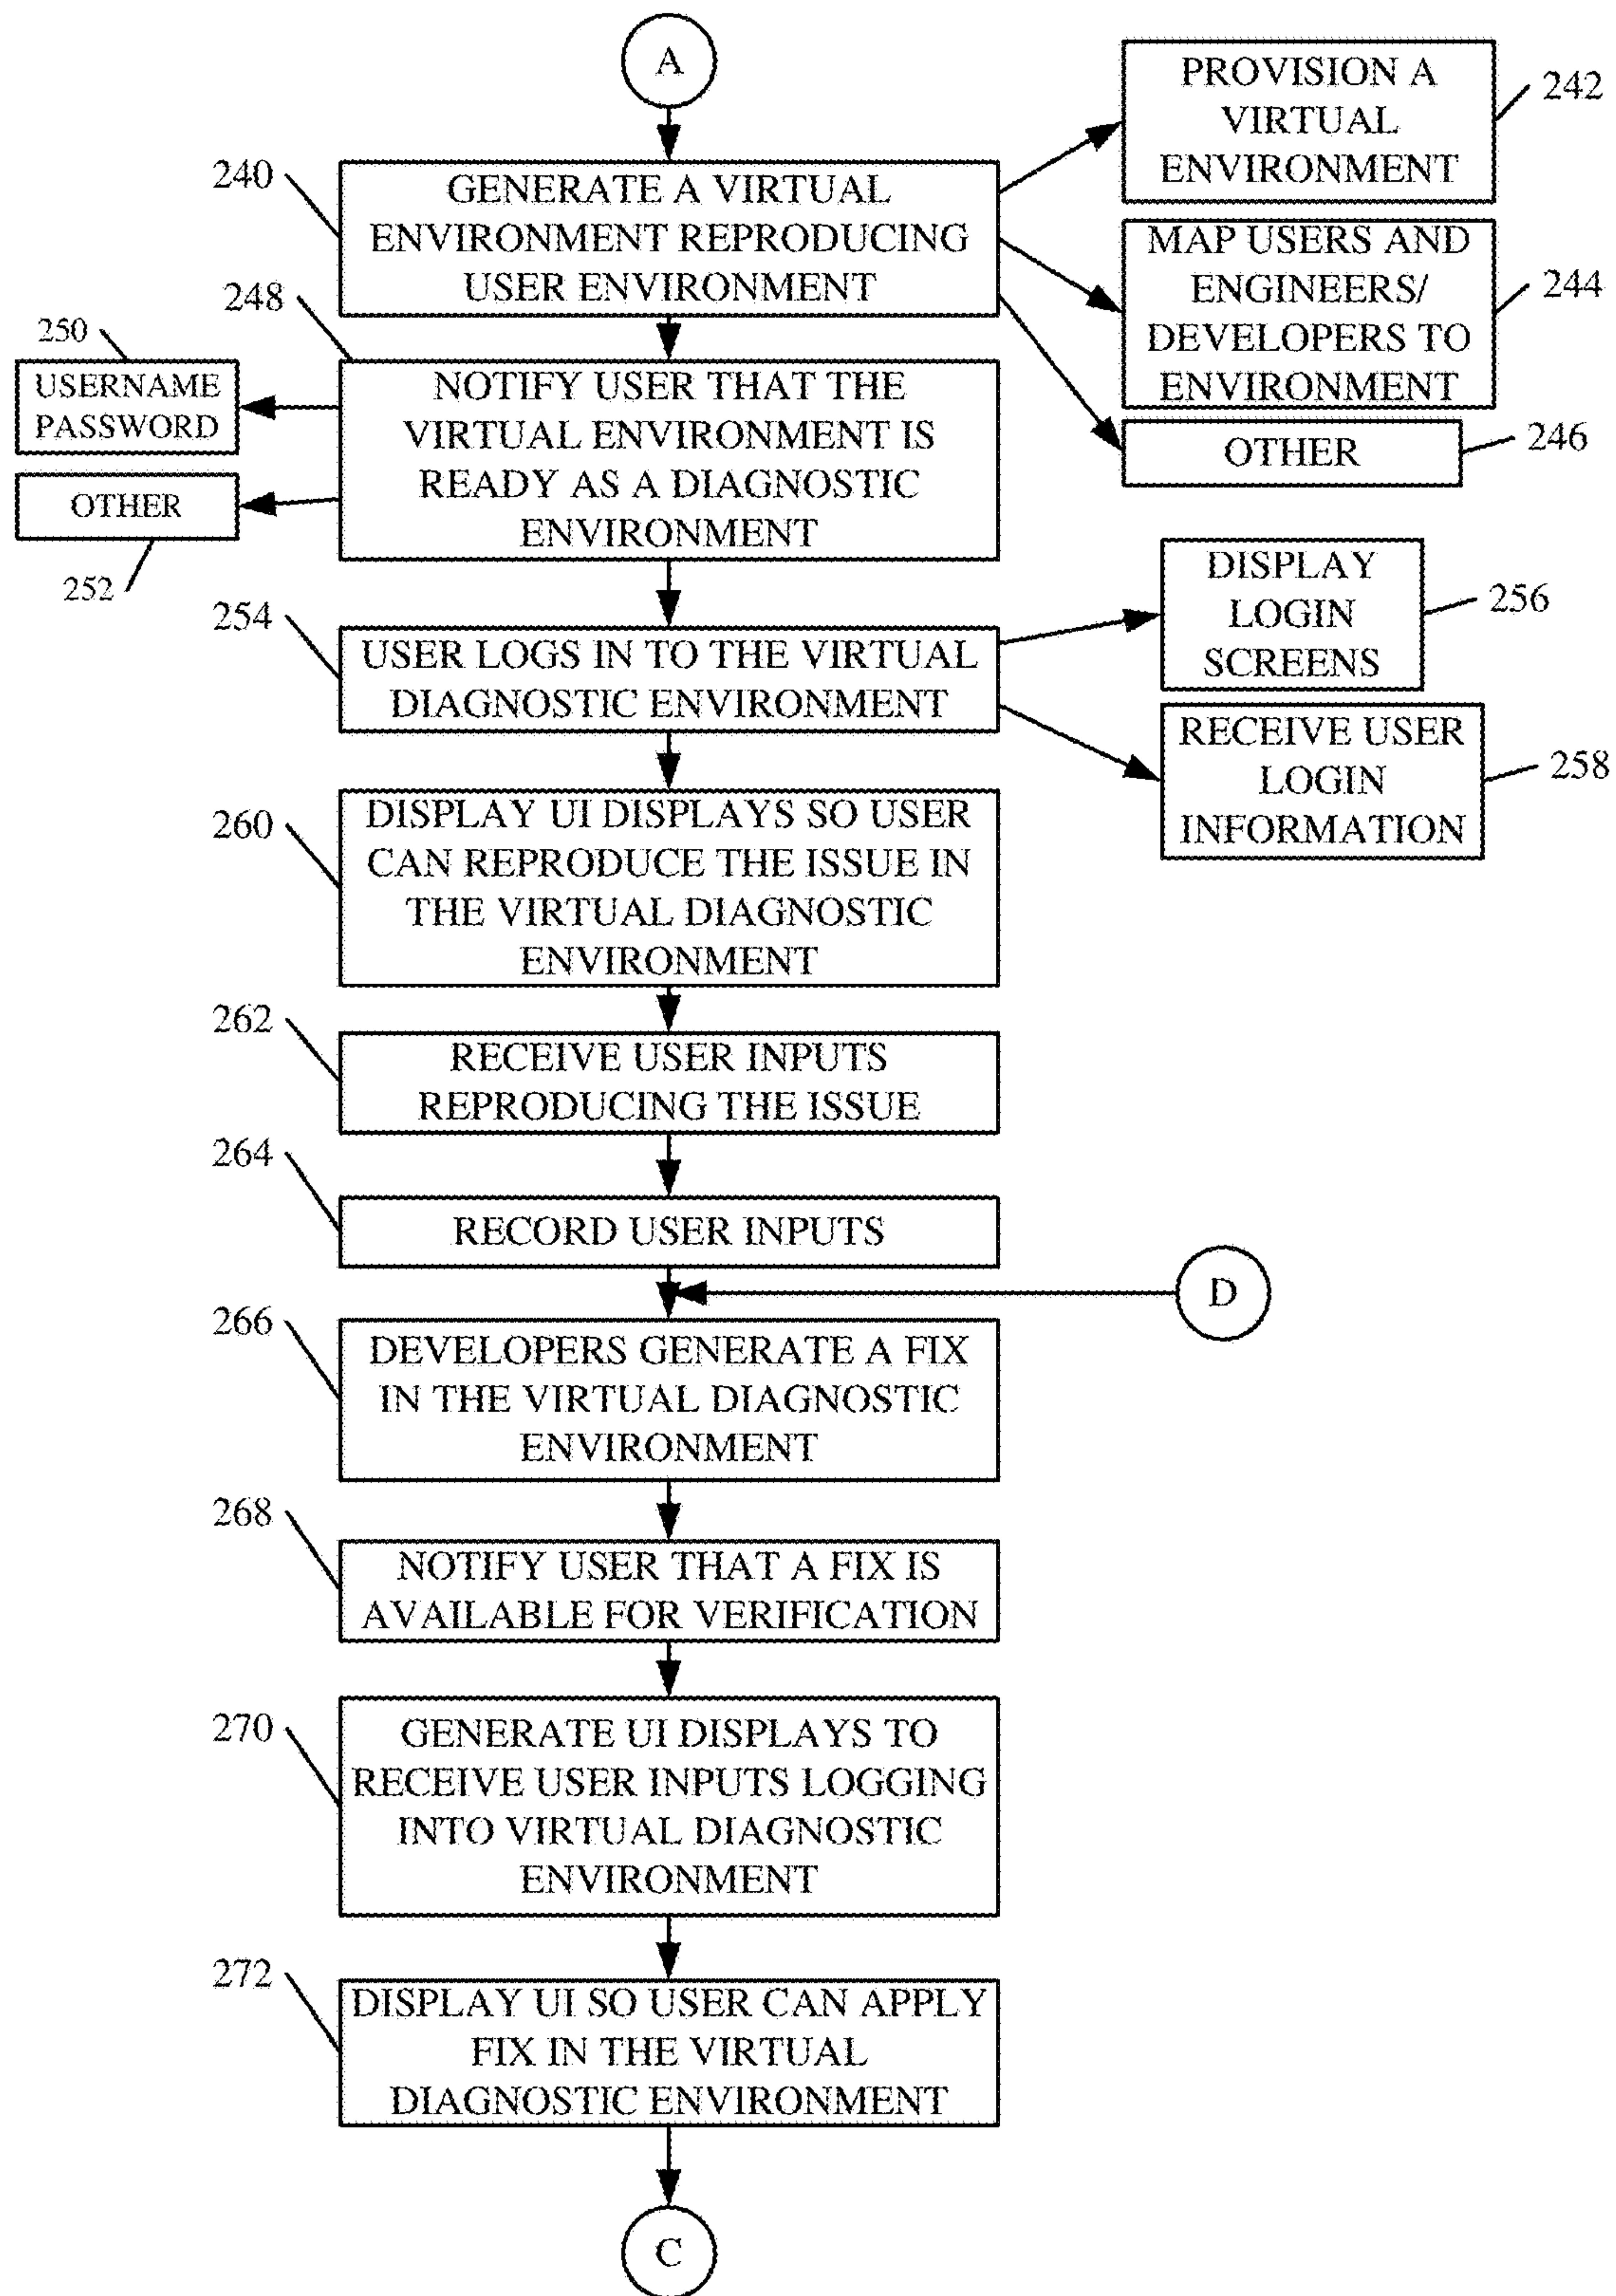 A
PROVISION A
VIRTUAL
ENVIRONMENT
242
240
GENERATE A VIRTUAL
ENVIRONMENT REPRODUCING
USER ENVIRONMENT
MAP USERS AND
ENGINEERS/
DEVELOPERS TO
ENVIRONMENT
244
OTHER
246
248
250
USERNAME
PASSWORD
NOTIFY USER THAT THE
VIRTUAL ENVIRONMENT IS
READY AS A DIAGNOSTIC
ENVIRONMENT
OTHER
252
254
USER LOGS IN TO THE VIRTUAL
DIAGNOSTIC ENVIRONMENT
DISPLAY
LOGIN
SCREENS
256
RECEIVE USER
LOGIN
INFORMATION
258
260
DISPLAY UI DISPLAYS SO USER
CAN REPRODUCE THE ISSUE IN
THE VIRTUAL DIAGNOSTIC
ENVIRONMENT
262
RECEIVE USER INPUTS
REPRODUCING THE ISSUE
264
RECORD USER INPUTS
D
266
DEVELOPERS GENERATE A FIX
IN THE VIRTUAL DIAGNOSTIC
ENVIRONMENT
268
NOTIFY USER THAT A FIX IS
AVAILABLE FOR VERIFICATION
270
GENERATE UI DISPLAYS TO
RECEIVE USER INPUTS LOGGING
INTO VIRTUAL DIAGNOSTIC
ENVIRONMENT
272
DISPLAY UI SO USER CAN APPLY
FIX IN THE VIRTUAL
DIAGNOSTIC ENVIRONMENT
C